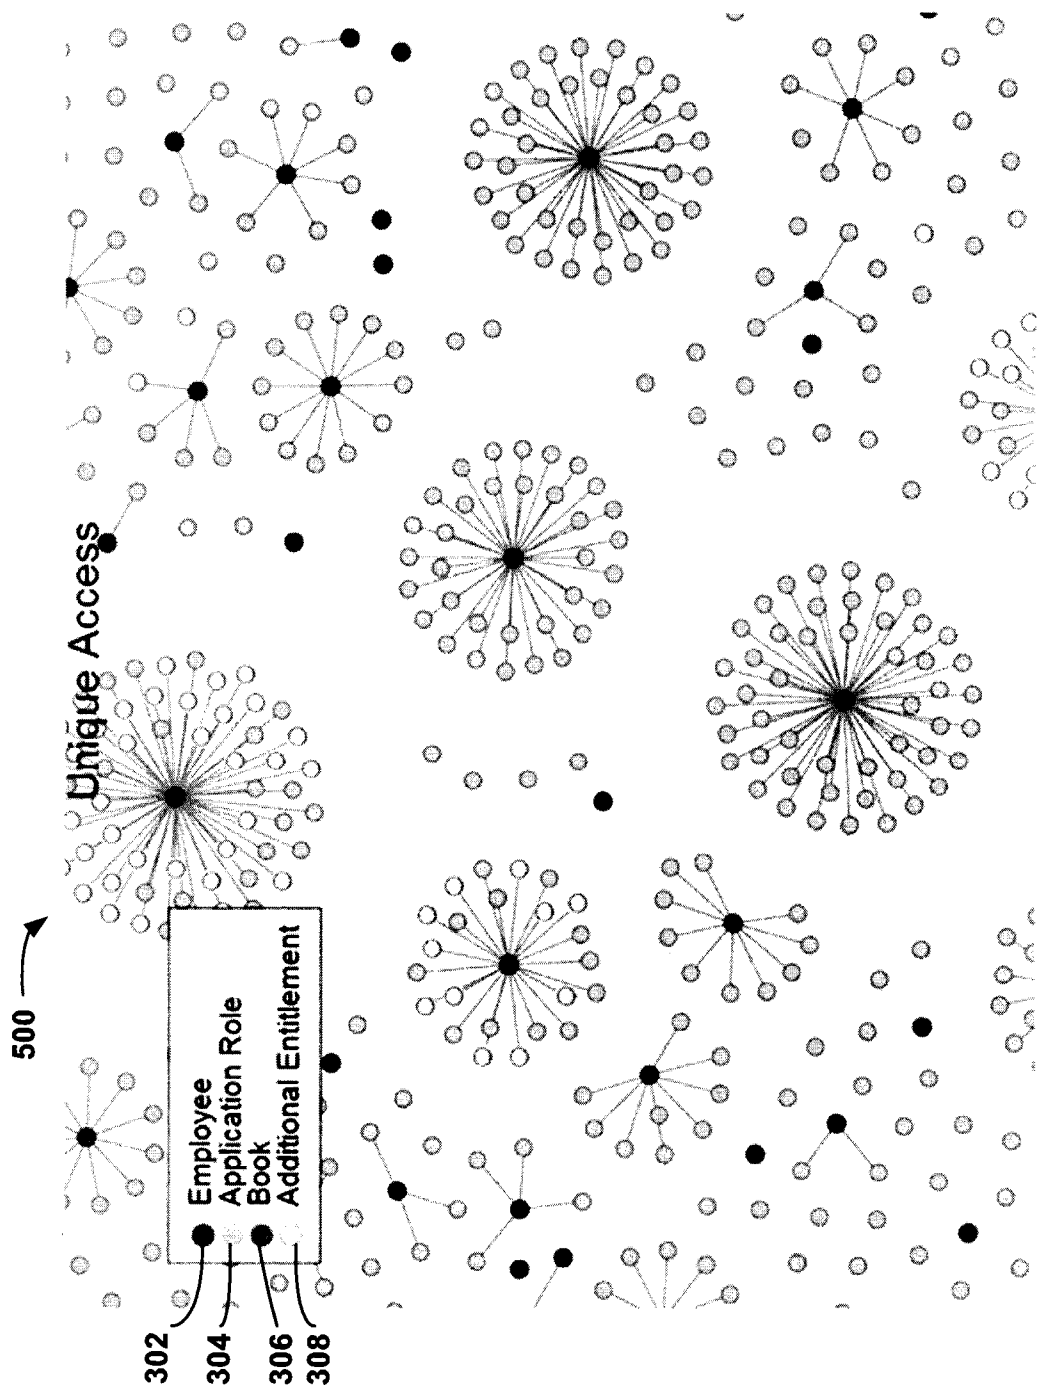 500
Unique Access
Employee
Application Role
Book
Additional Entitlement
302
304
306
308